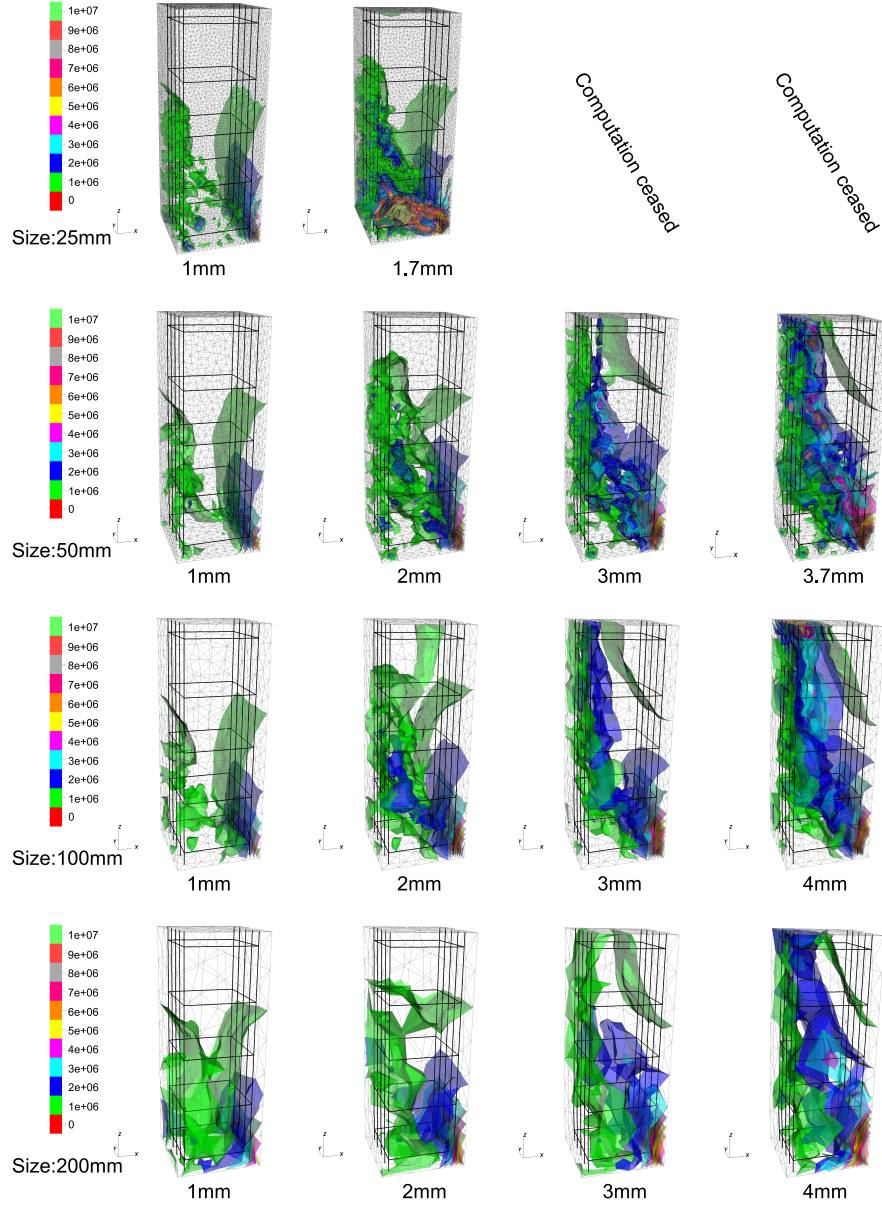 1e+07
9e+06
8e+06
7e+06
6e+06
5e+06
4e+06
3e+06
2e+06
1e+06
0
Size:25mm
z
Y
X
1mm
z
Y
X
1.7mm
Computation ceased
Computation ceased
1e+07
9e+06
8e+06
7e+06
6e+06
5e+06
4e+06
3e+06
2e+06
1e+06
0
Size:50mm
z
Y
X
1mm
z
Y
X
2mm
z
Y
X
3mm
z
Y
X
3.7mm
1e+07
9e+06
8e+06
7e+06
6e+06
5e+06
4e+06
3e+06
2e+06
1e+06
0
Size:100mm
z
Y
X
1mm
z
Y
X
2mm
z
Y
X
3mm
z
Y
X
4mm
1e+07
9e+06
8e+06
7e+06
6e+06
5e+06
4e+06
3e+06
2e+06
1e+06
0
Size:200mm
z
Y
X
1mm
z
Y
X
2mm
z
Y
X
3mm
z
Y
X
4mm